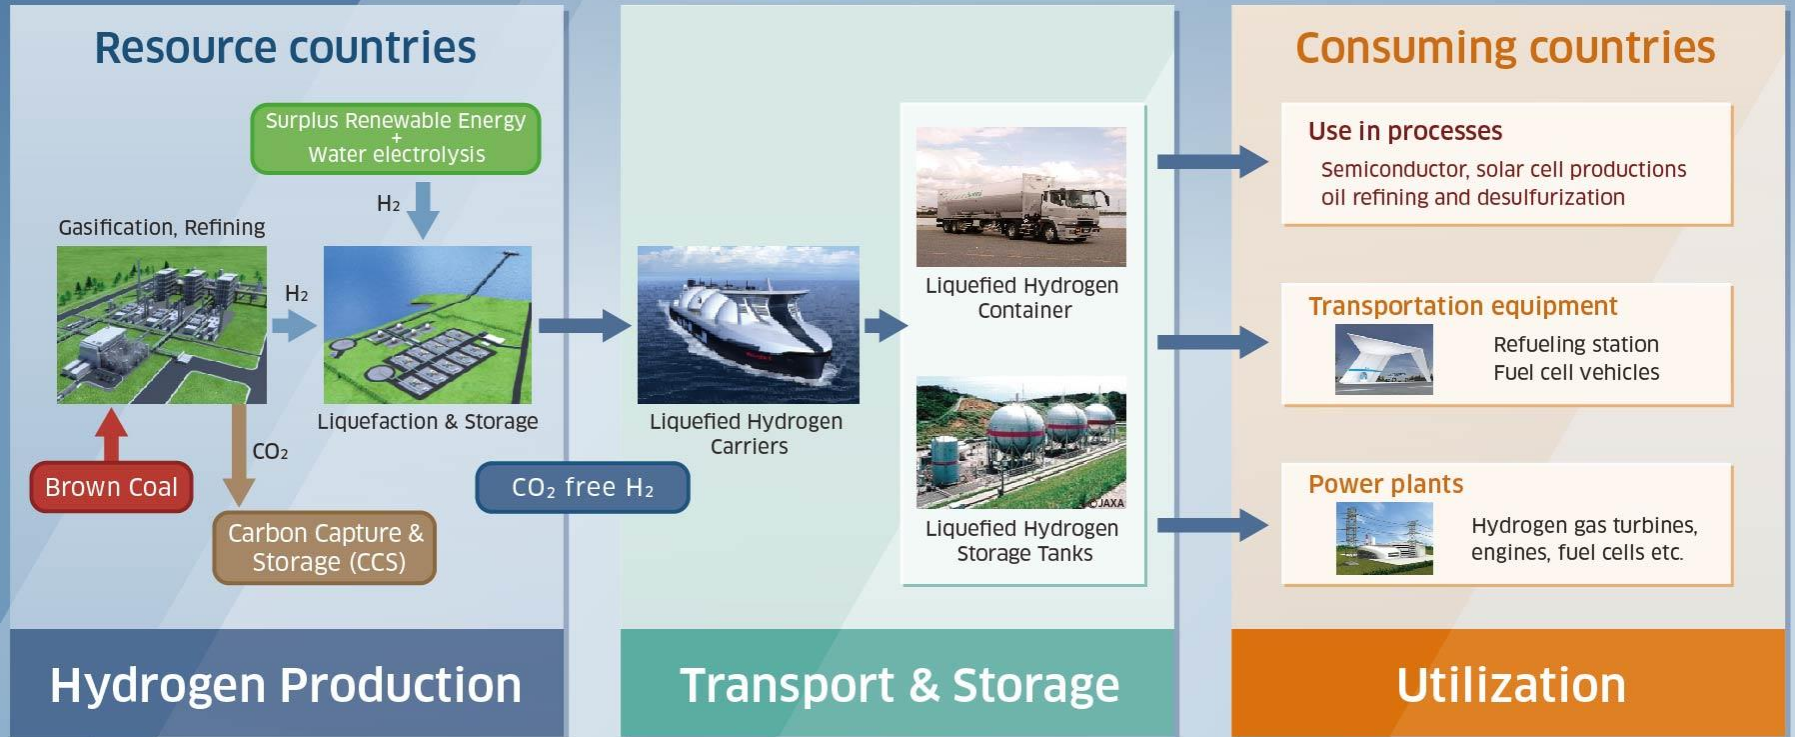 Resource countries
Surplus Renewable Energy
+
Water electrolysis
H₂
Gasification, Refining
H₂
Liquefaction & Storage
Brown Coal
CO₂
Carbon Capture &
Storage (CCS)
CO₂ free H₂
Hydrogen Production
Liquefied Hydrogen
Carriers
Liquefied Hydrogen
Container
©JAXA
Liquefied Hydrogen
Storage Tanks
Transport & Storage
Consuming countries
Use in processes
Semiconductor, solar cell productions
oil refining and desulfurization
Transportation equipment
Refueling station
Fuel cell vehicles
Power plants
Hydrogen gas turbines,
engines, fuel cells etc.
Utilization